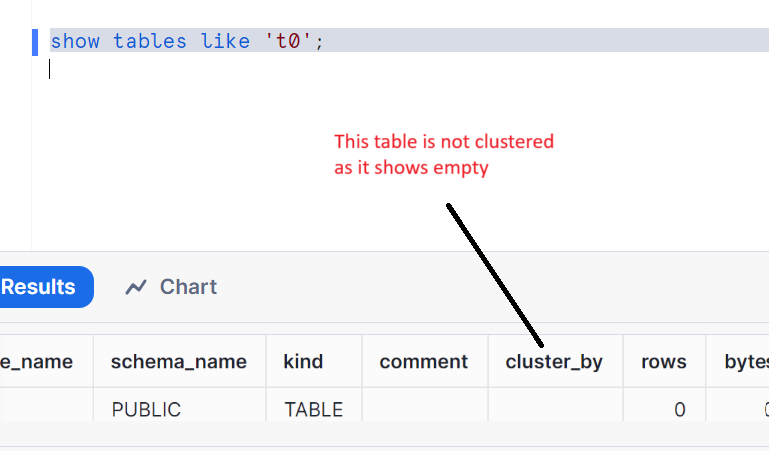 show tables like 't0';
This table is not clustered
as it shows empty
Results Chart
e_name schema_name kind comment cluster_by rows bytes
PUBLIC TABLE 0 0